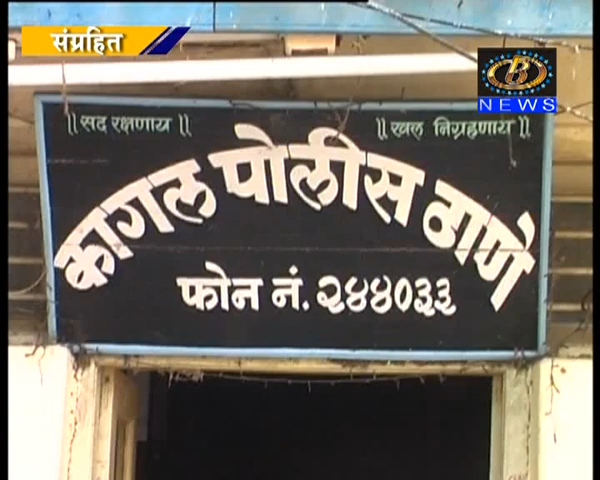 संग्रहित
B
NEWS
||सद रक्षणाय|| ||खल निग्रहणाय||
कागल पोलीस ठाणे
फोन नं. २४४०३३